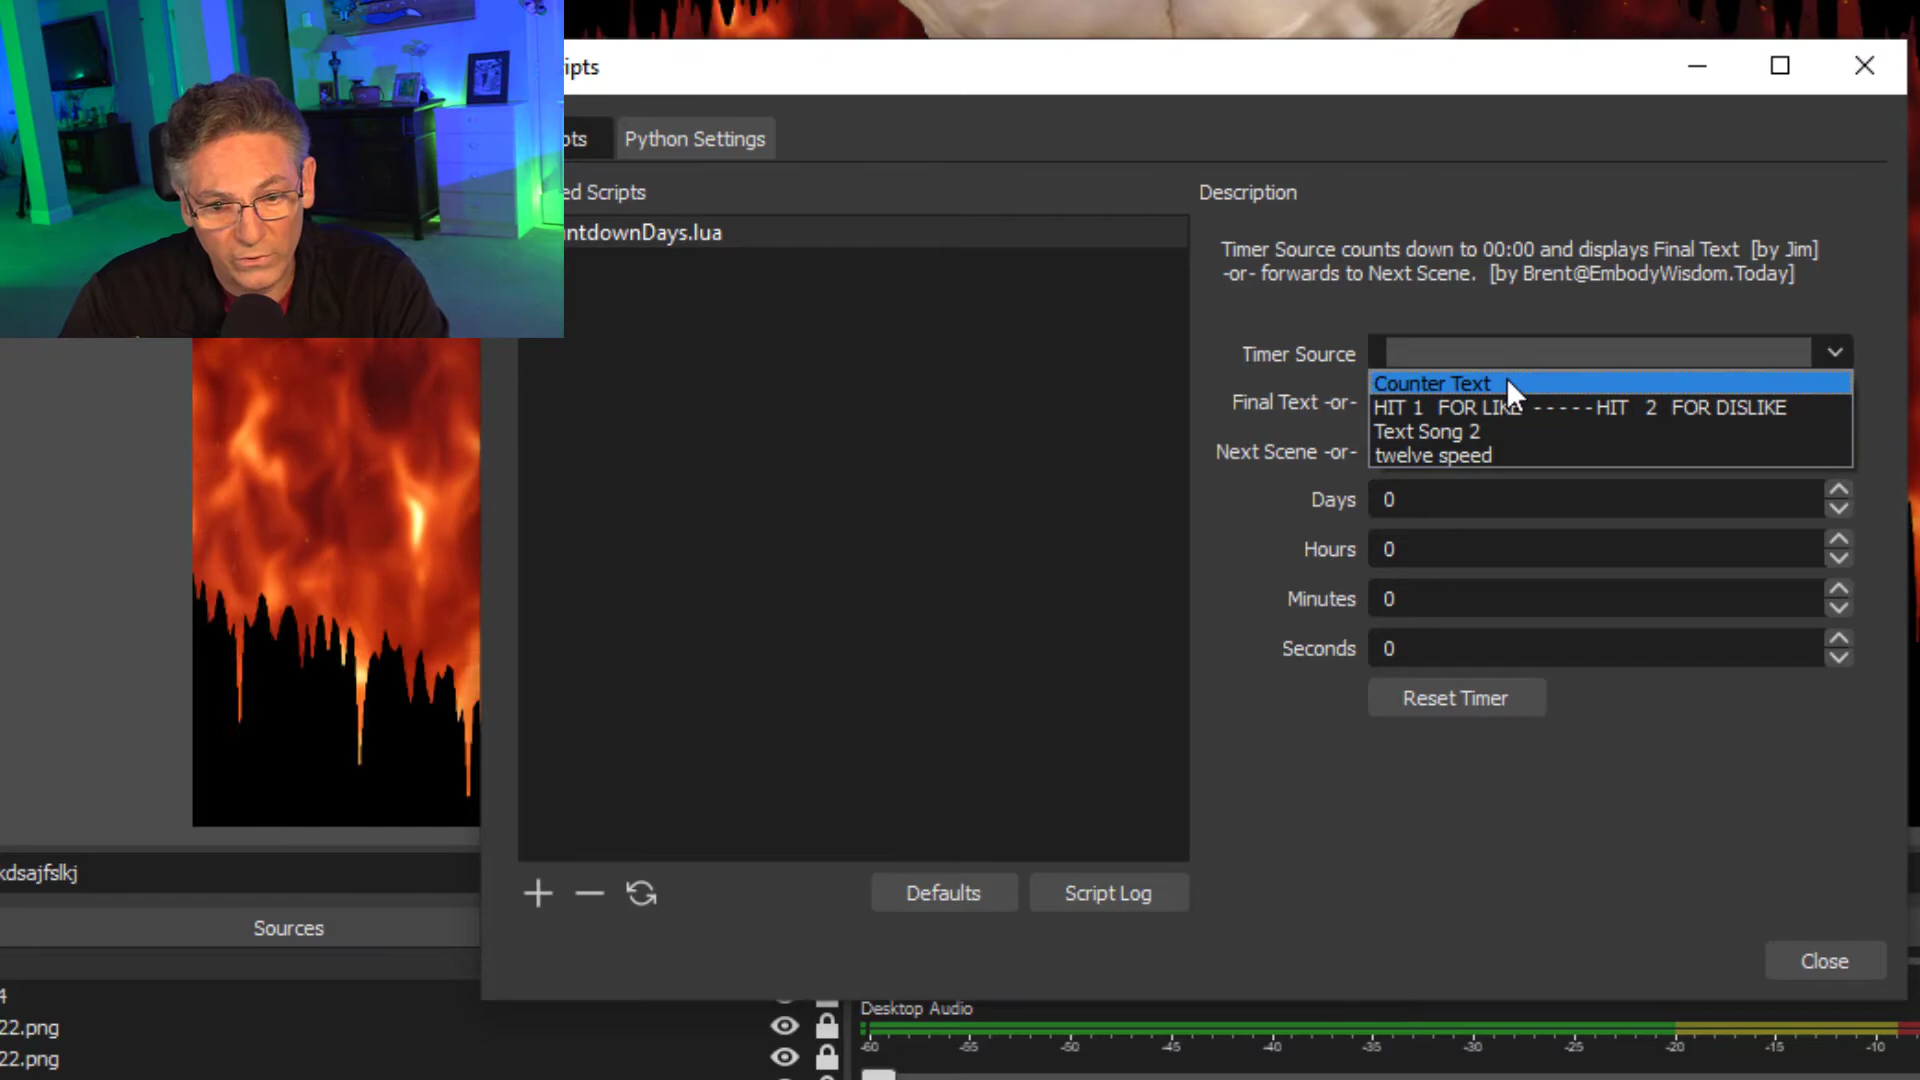 ipts
pts
Python Settings
ed Scripts
Description
ntdownDays.lua
Timer Source counts down to 00:00 and displays Final Text [by Jim]
-or- forwards to Next Scene. [by Brent@EmbodyWisdom.Today]
Timer Source
Counter Text
Final Text -or-
HIT 1 FOR LIKE -----HIT 2 FOR DISLIKE
Text Song 2
Next Scene -or-
twelve speed
Days 0
Hours 0
Minutes 0
Seconds 0
Reset Timer
kdsajfslkj
Defaults
Script Log
Sources
Close
4
22.png
22.png
Desktop Audio
-60 -55 -50 -45 -40 -35 -30 -25 -20 -15 -10